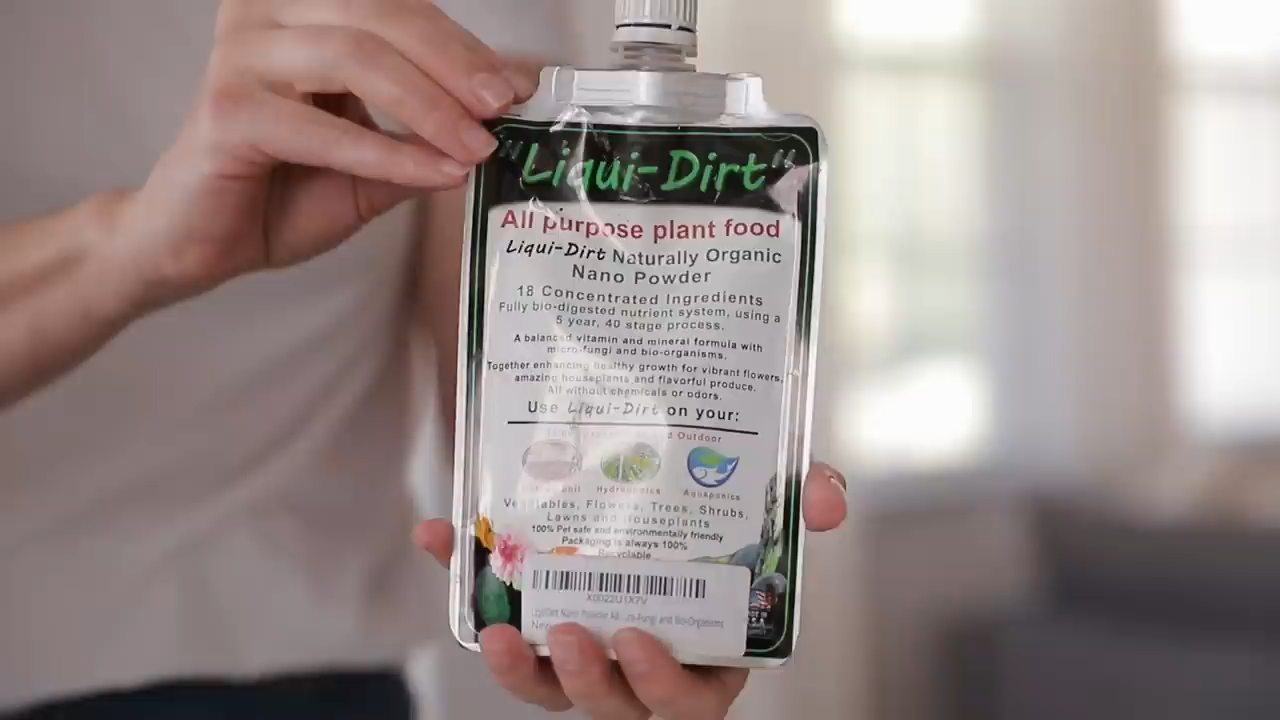 "Liqui-Dirt"
All purpose plant food
Liqui-Dirt Naturally Organic
Nano Powder
18 Concentrated Ingredients
Fully bio-digested nutrient system, using a
5 year, 40 stage process.
A balanced vitamin and mineral formula with
micro-fungi and bio-organisms.
Together enhancing healthy growth for vibrant flowers,
amazing houseplants and flavorful produce.
All without chemicals or odors.
Use Liqui-Dirt on your:
Outdoor
Hydroponics
Aquaponics
Vegetables, Flowers, Trees, Shrubs,
Lawns and Houseplants
100% Pet safe and environmentally friendly
Packaging is always 100%
Recyclable
X0022U1X7V
and Bio-Organisms